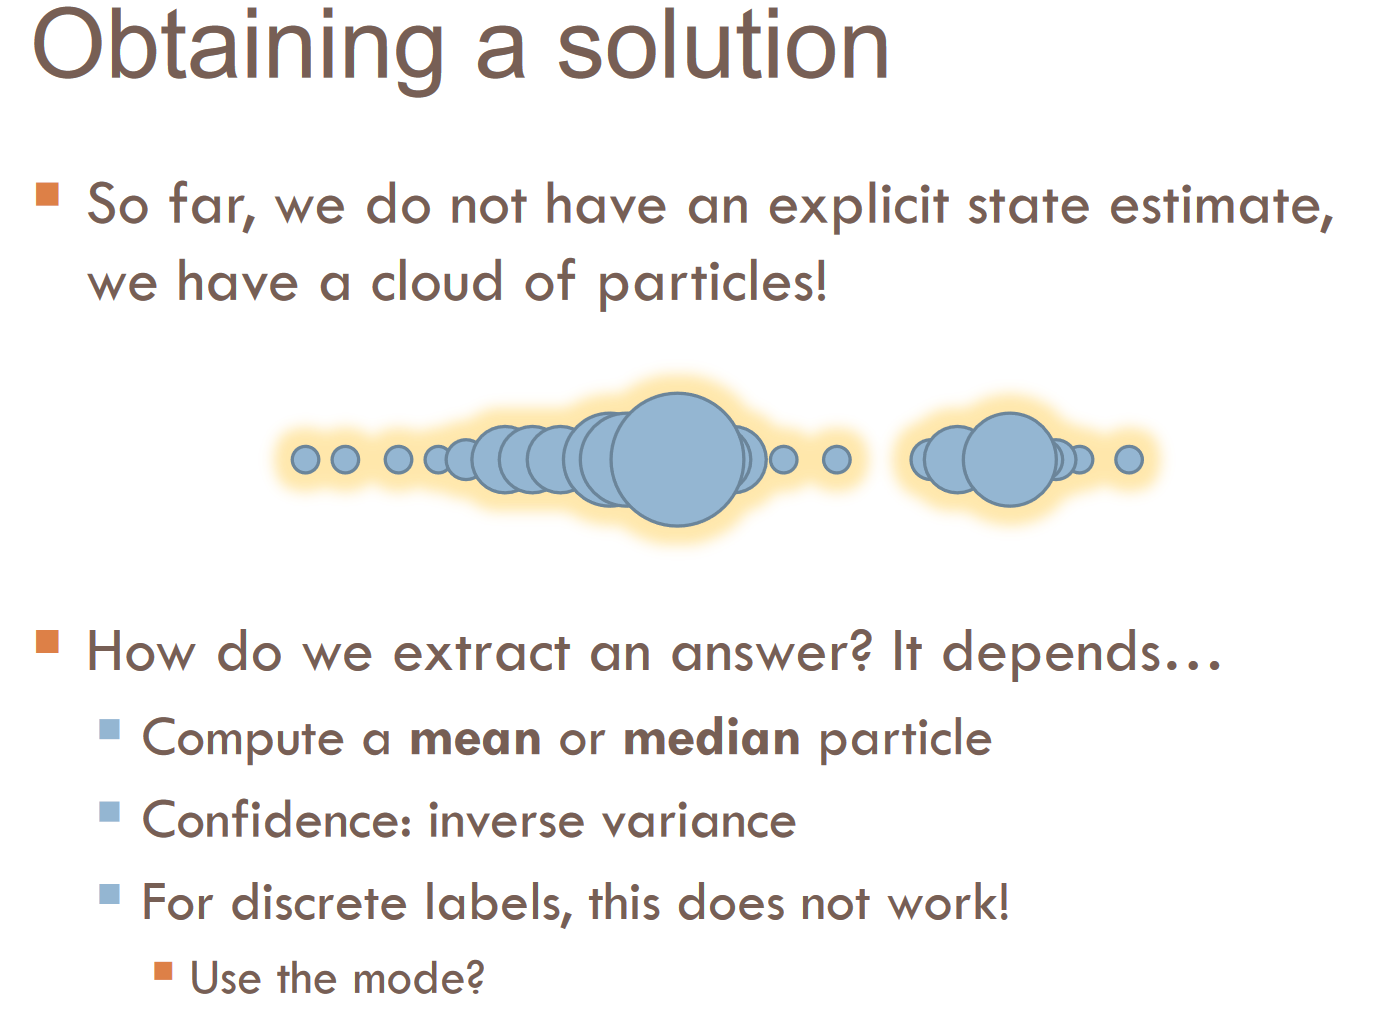 Obtaining a solution
So far, we do not have an explicit state estimate,
we have a cloud of particles!
How do we extract an answer? It depends…
Compute a mean or median particle
Confidence: inverse variance
For discrete labels, this does not work!
Use the mode?